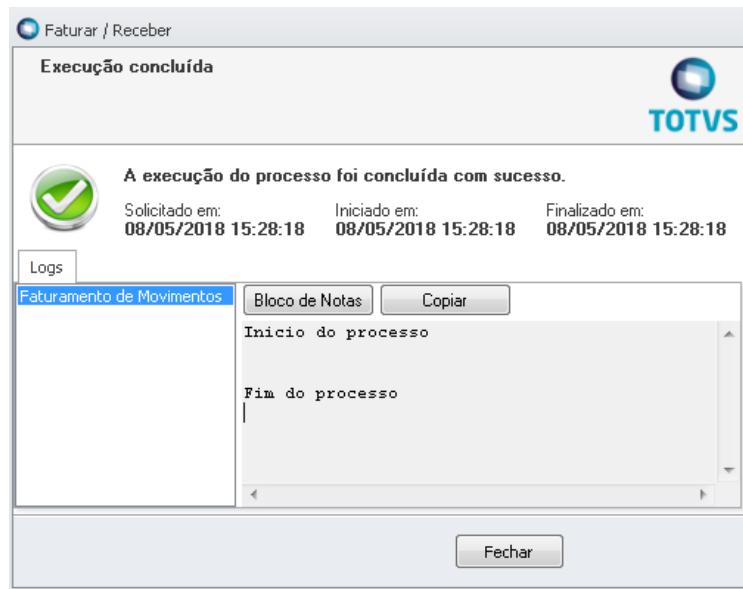 Faturar / Receber
Execução concluída
TOTVS
A execução do processo foi concluída com sucesso.
Solicitado em: Iniciado em: Finalizado em:
08/05/2018 15:28:18 08/05/2018 15:28:18 08/05/2018 15:28:18
Logs
Faturamento de Movimentos Bloco de Notas Copiar
Inicio do processo
Fim do processo
Fechar